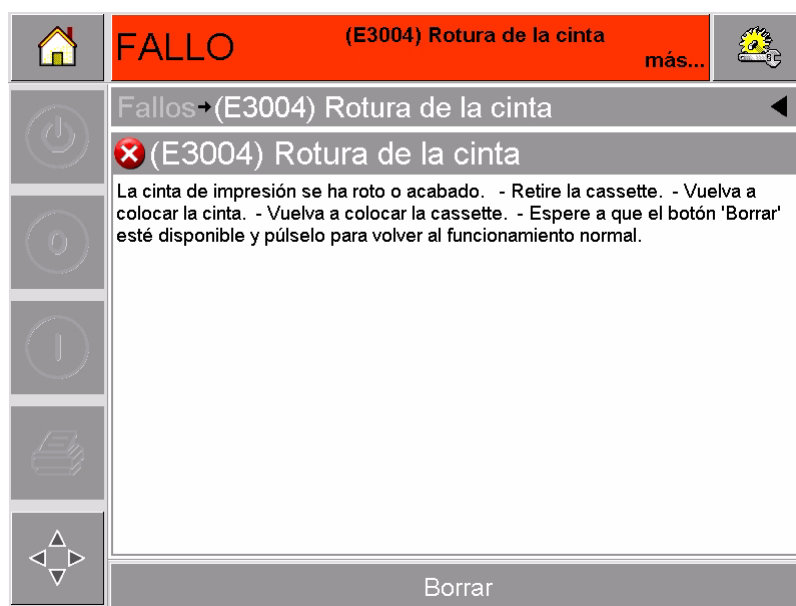 FALLO
(E3004) Rotura de la cinta
más...
Fallos→(E3004) Rotura de la cinta
(E3004) Rotura de la cinta
La cinta de impresión se ha roto o acabado.   - Retire la cassette.  - Vuelva a
colocar la cinta.  - Vuelva a colocar la cassette.  - Espere a que el botón 'Borrar'
esté disponible y púlselo para volver al funcionamiento normal.
Borrar